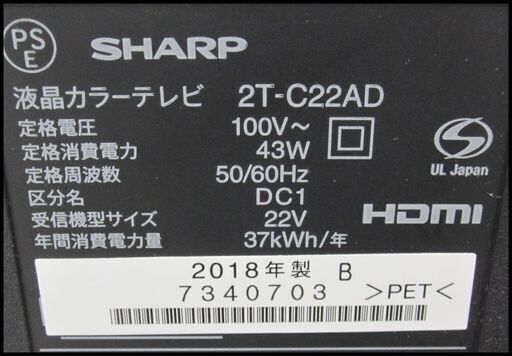 PS
E
SHARP
液晶カラーテレビ 2T-C22AD
定格電圧 100V～
定格消費電力 43W
定格周波数 50/60Hz
区分名 DC1
受信機型サイズ 22V
年間消費電力量 37kWh/年
S
UL Japan
HDMI
2018年製 B
7340703 >PET<